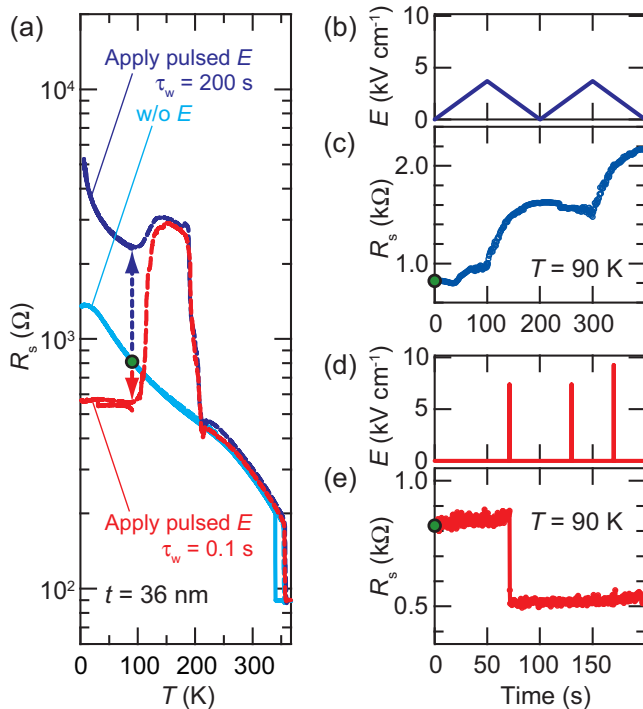 (a)
10⁴
10³
10²
Rₛ (Ω)
Apply pulsed E
τ_w = 200 s
w/o E
Apply pulsed E
τ_w = 0.1 s
t = 36 nm
0 100 200 300
T (K)
(b)
10
5
0
E (kV cm⁻¹)
(c)
2.0
1.0
Rₛ (kΩ)
T = 90 K
0 100 200 300
(d)
10
5
0
E (kV cm⁻¹)
(e)
1.0
0.5
Rₛ (kΩ)
T = 90 K
0 50 100 150
Time (s)